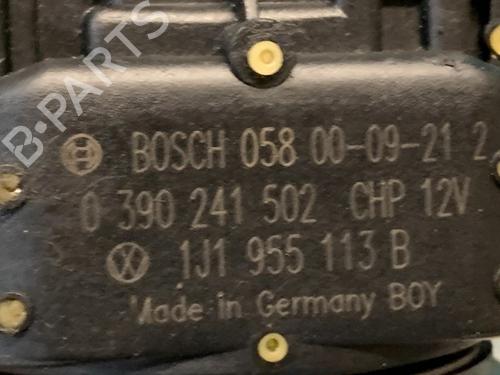 B-PARTS
BOSCH 058 00-09-21 2
0 390 241 502 CHP 12V
1J1 955 113 B
Made in Germany BOY